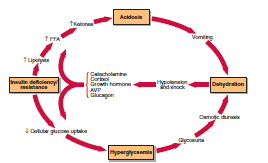 Acidosis
↑Ketones
Vomiting
↑ FFA
↑ Lipolysis
Insulin deficiency/
resistance
Catecholamine
Cortisol
Growth hormone
AVP
Glucagon
Hypotension
and shock
Dehydration
Osmotic diuresis
↓ Cellular glucose uptake
Glycosuria
Hyperglycemia